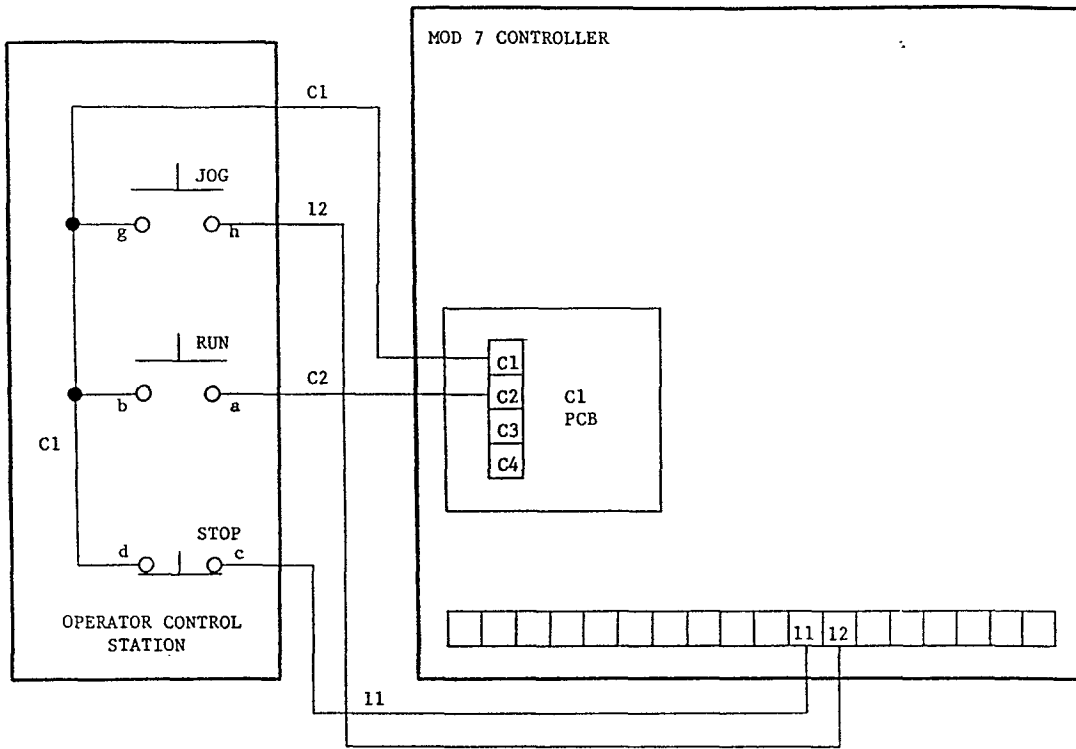 MOD 7 CONTROLLER
C1
JOG
g
h
12
RUN
b
a
C2
C1
C1
C2
C3
C4
C1
PCB
STOP
d
c
OPERATOR CONTROL
STATION
11
12
11